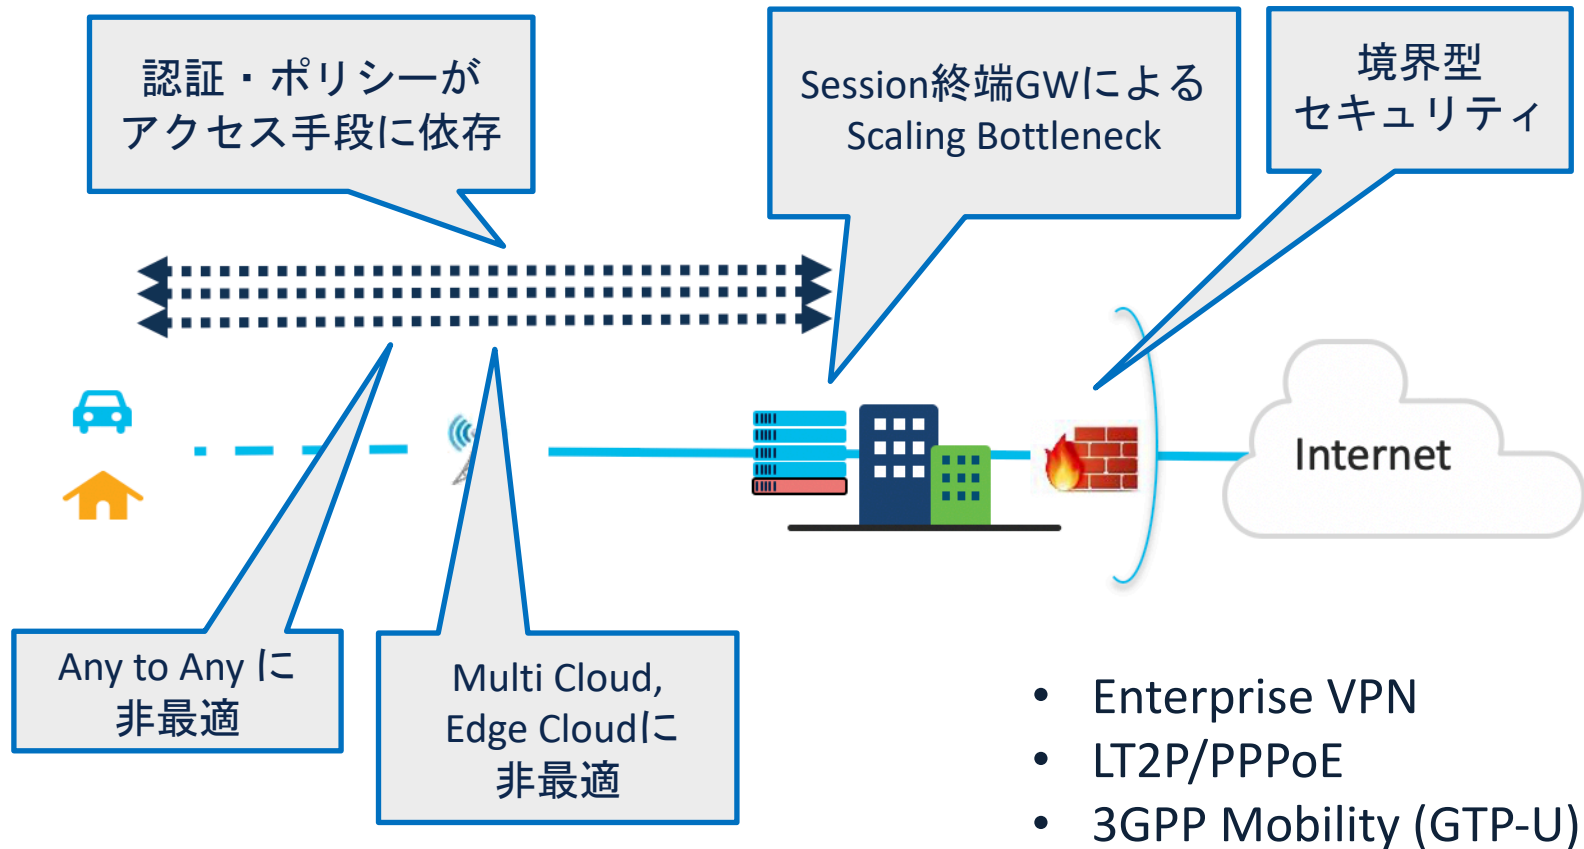 認証・ポリシーが
アクセス手段に依存
Session終端GWによる
Scaling Bottleneck
境界型
セキュリティ
Internet
Any to Any に
非最適
Multi Cloud,
Edge Cloudに
非最適
• Enterprise VPN
• LT2P/PPPoE
• 3GPP Mobility (GTP-U)